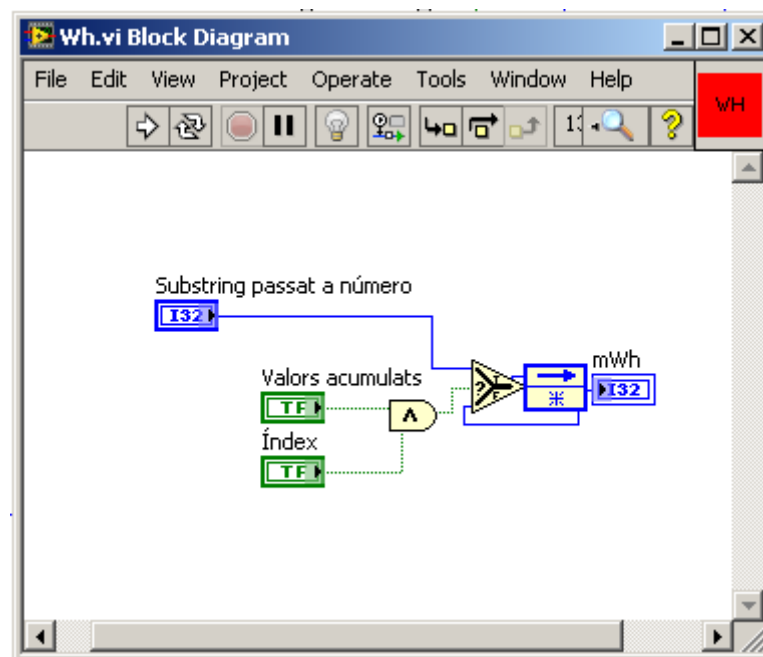 Wh.vi Block Diagram
File Edit View Project Operate Tools Window Help
WH
Substring passat a número
I32
Valors acumulats
TF
Índex
TF
mWh
I32